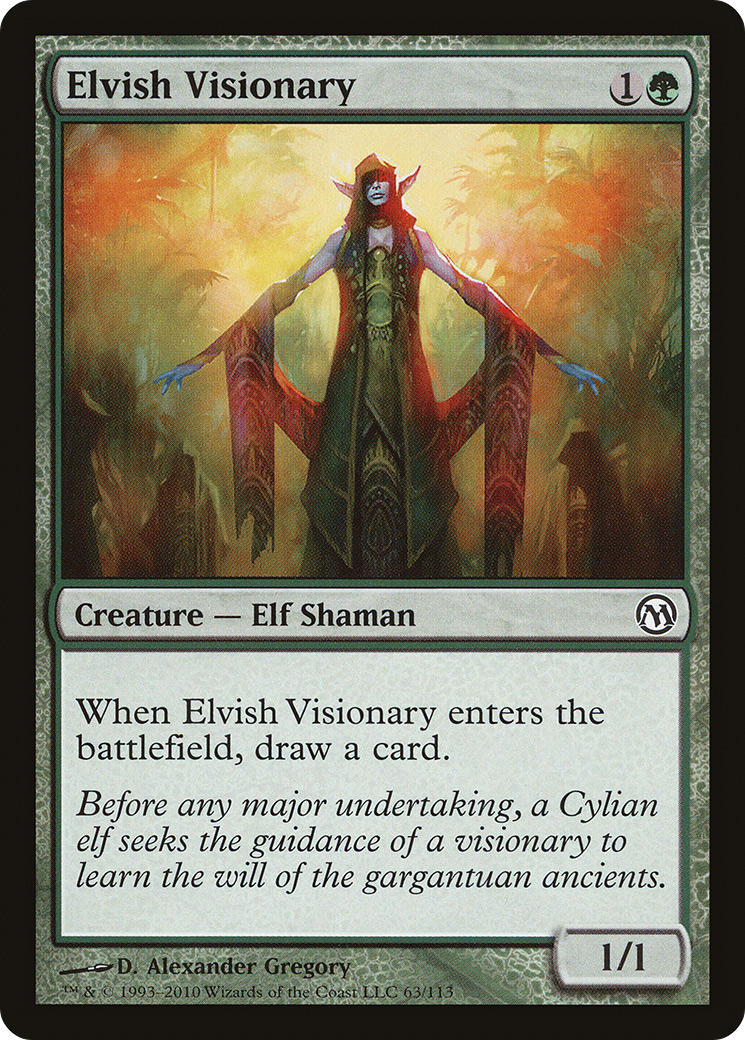 Elvish Visionary 1
Creature — Elf Shaman
When Elvish Visionary enters the
battlefield, draw a card.
Before any major undertaking, a Cylian
elf seeks the guidance of a visionary to
learn the will of the gargantuan ancients.
1/1
D. Alexander Gregory
™ & © 1993–2010 Wizards of the Coast LLC 63/113